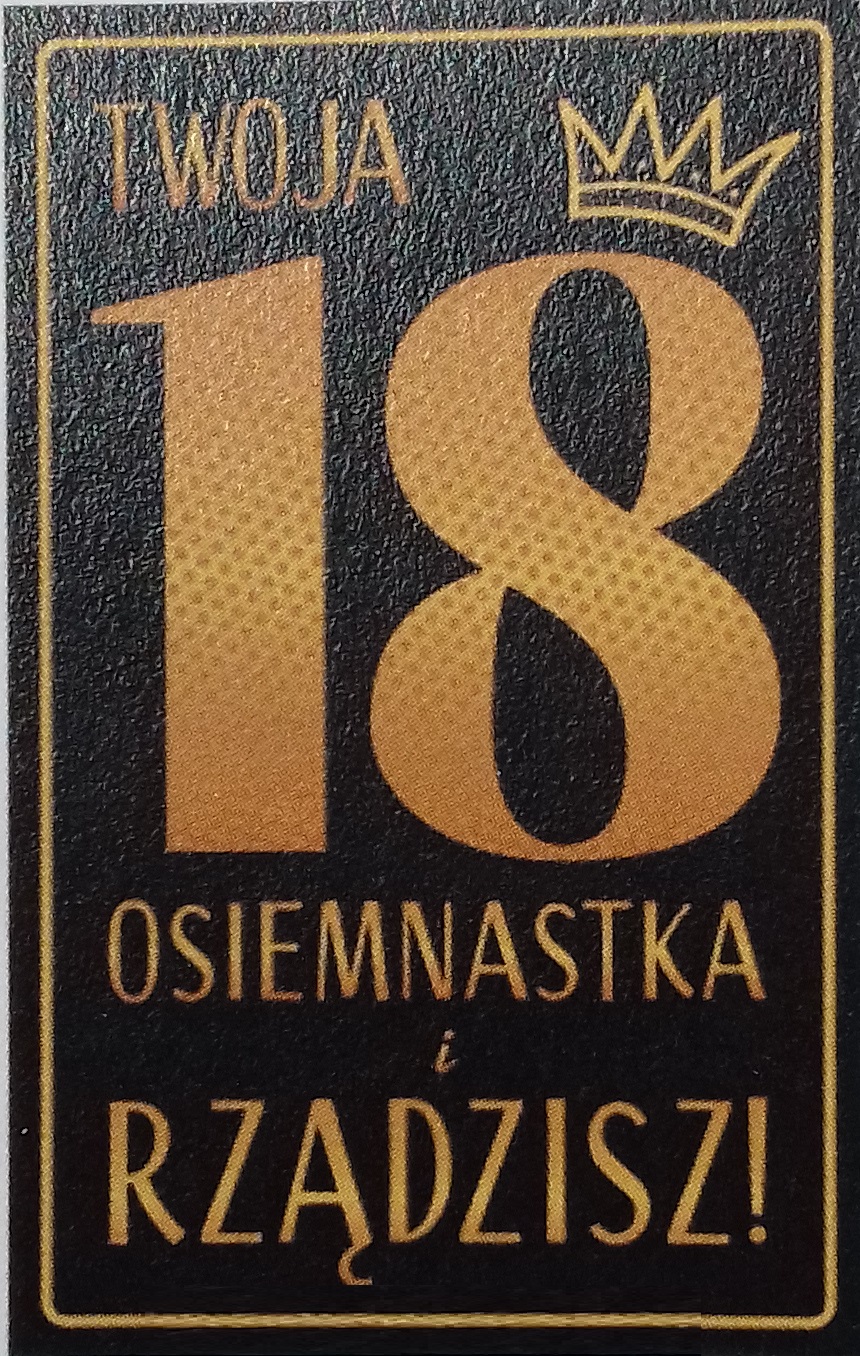 TWOJA
18
OSIEMNASTKA
i
RZĄDZISZ!